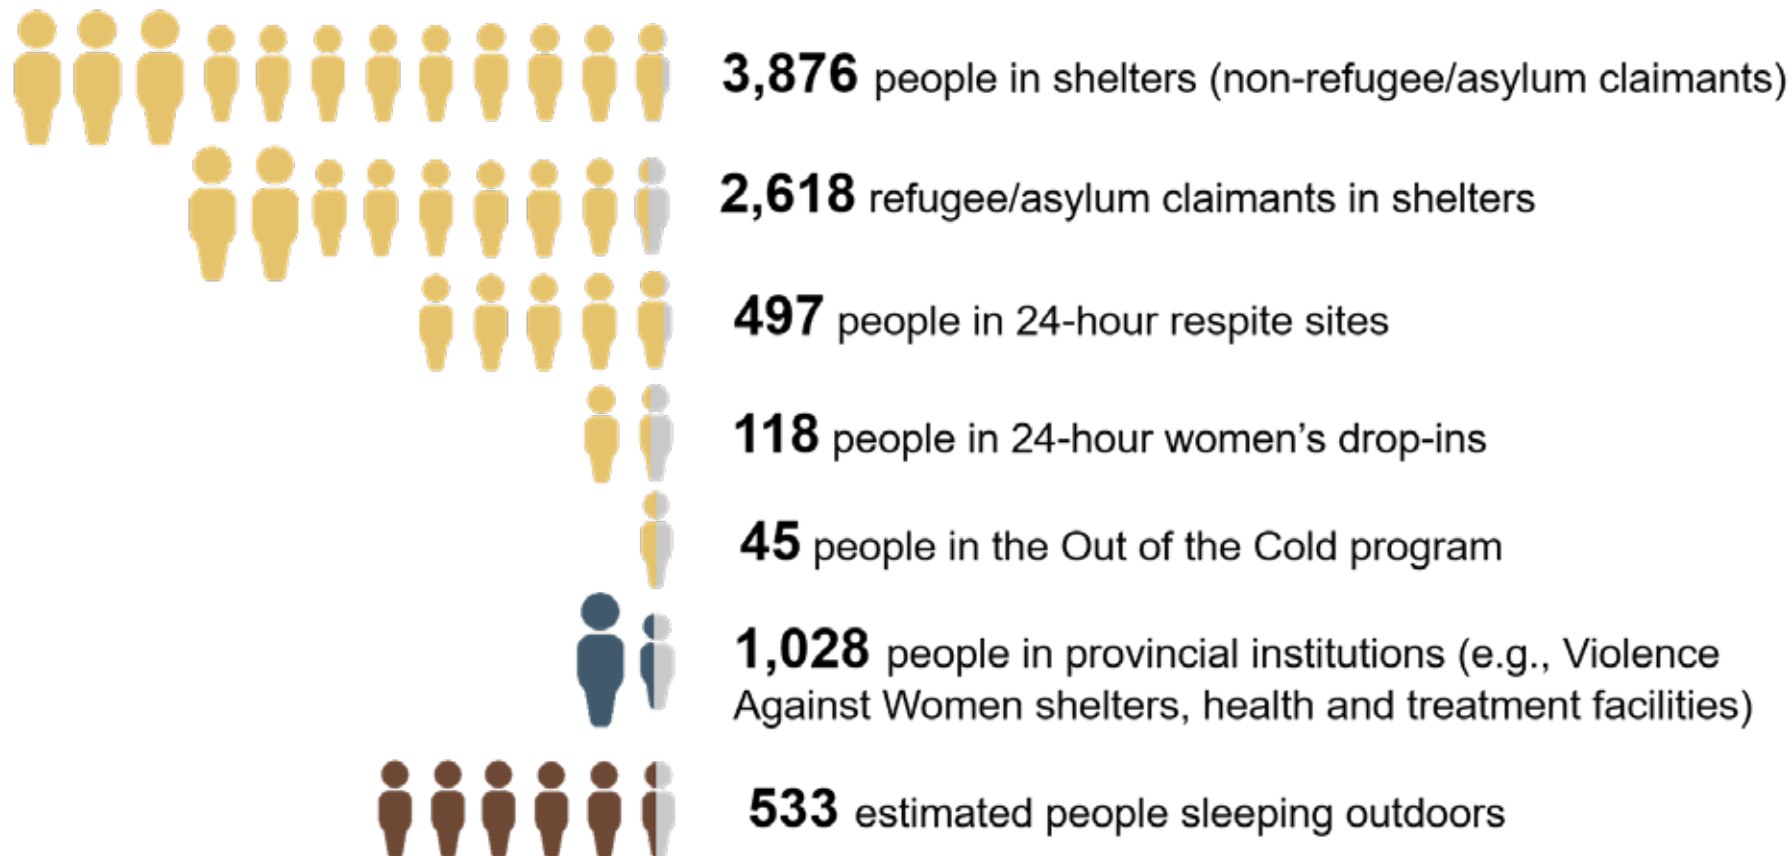 3,876 people in shelters (non-refugee/asylum claimants)
2,618 refugee/asylum claimants in shelters
497 people in 24-hour respite sites
118 people in 24-hour women’s drop-ins
45 people in the Out of the Cold program
1,028 people in provincial institutions (e.g., Violence
Against Women shelters, health and treatment facilities)
533 estimated people sleeping outdoors